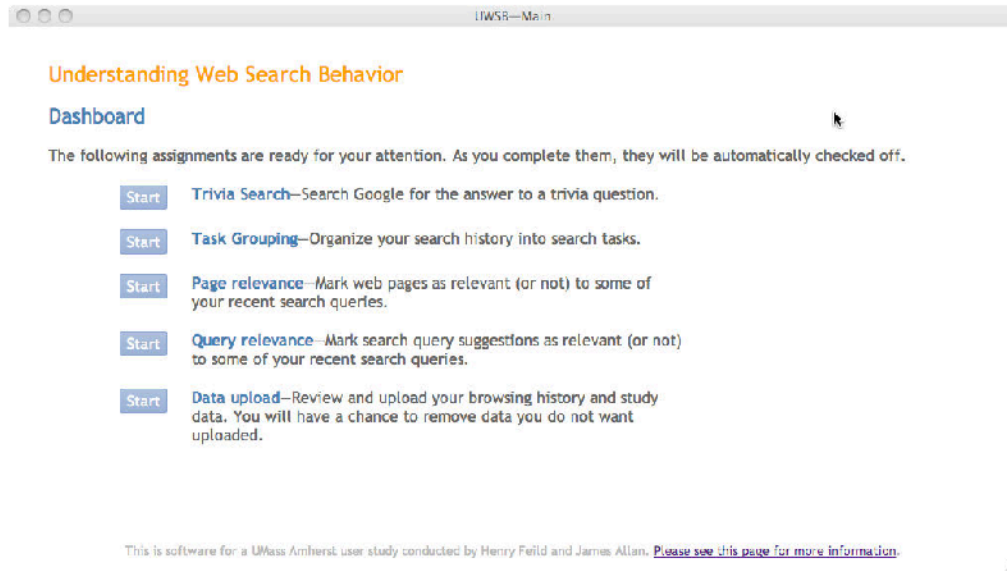 UWSB—Main
Understanding Web Search Behavior
Dashboard
The following assignments are ready for your attention. As you complete them, they will be automatically checked off.
Start Trivia Search—Search Google for the answer to a trivia question.
Start Task Grouping—Organize your search history into search tasks.
Start Page relevance—Mark web pages as relevant (or not) to some of
your recent search queries.
Start Query relevance—Mark search query suggestions as relevant (or not)
to some of your recent search queries.
Start Data upload—Review and upload your browsing history and study
data. You will have a chance to remove data you do not want
uploaded.
This is software for a UMass Amherst user study conducted by Henry Feild and James Allan. Please see this page for more information.